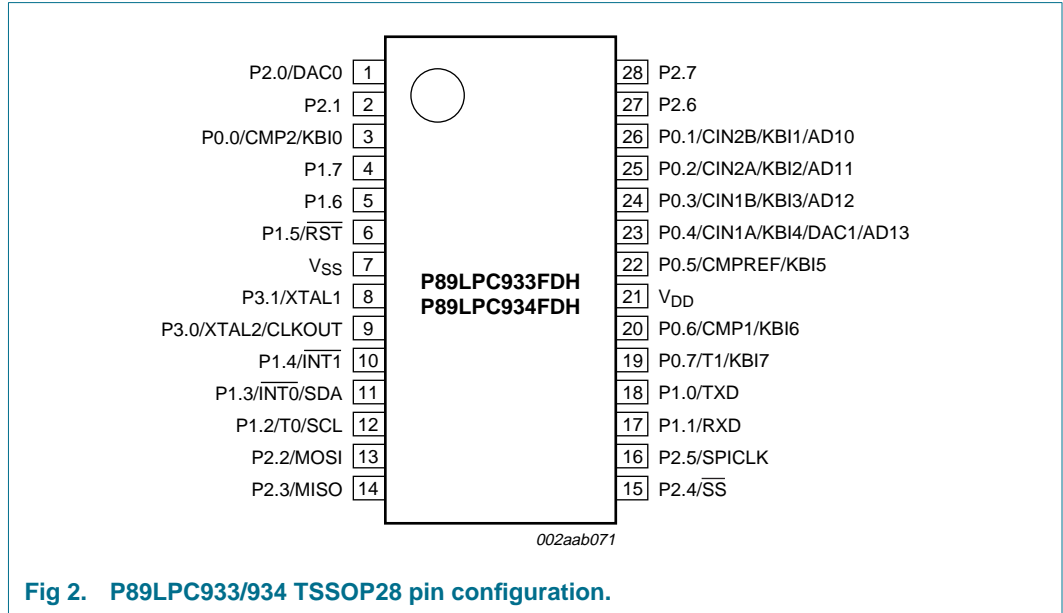 P2.0/DAC0 1
P2.1 2
P0.0/CMP2/KBI0 3
P1.7 4
P1.6 5
P1.5/R̅S̅T̅ 6
VSS 7
P3.1/XTAL1 8
P3.0/XTAL2/CLKOUT 9
P1.4/I̅N̅T̅1̅ 10
P1.3/I̅N̅T̅0̅/SDA 11
P1.2/T0/SCL 12
P2.2/MOSI 13
P2.3/MISO 14
P89LPC933FDH
P89LPC934FDH
28 P2.7
27 P2.6
26 P0.1/CIN2B/KBI1/AD10
25 P0.2/CIN2A/KBI2/AD11
24 P0.3/CIN1B/KBI3/AD12
23 P0.4/CIN1A/KBI4/DAC1/AD13
22 P0.5/CMPREF/KBI5
21 VDD
20 P0.6/CMP1/KBI6
19 P0.7/T1/KBI7
18 P1.0/TXD
17 P1.1/RXD
16 P2.5/SPICLK
15 P2.4/S̅S̅
002aab071
Fig 2. P89LPC933/934 TSSOP28 pin configuration.